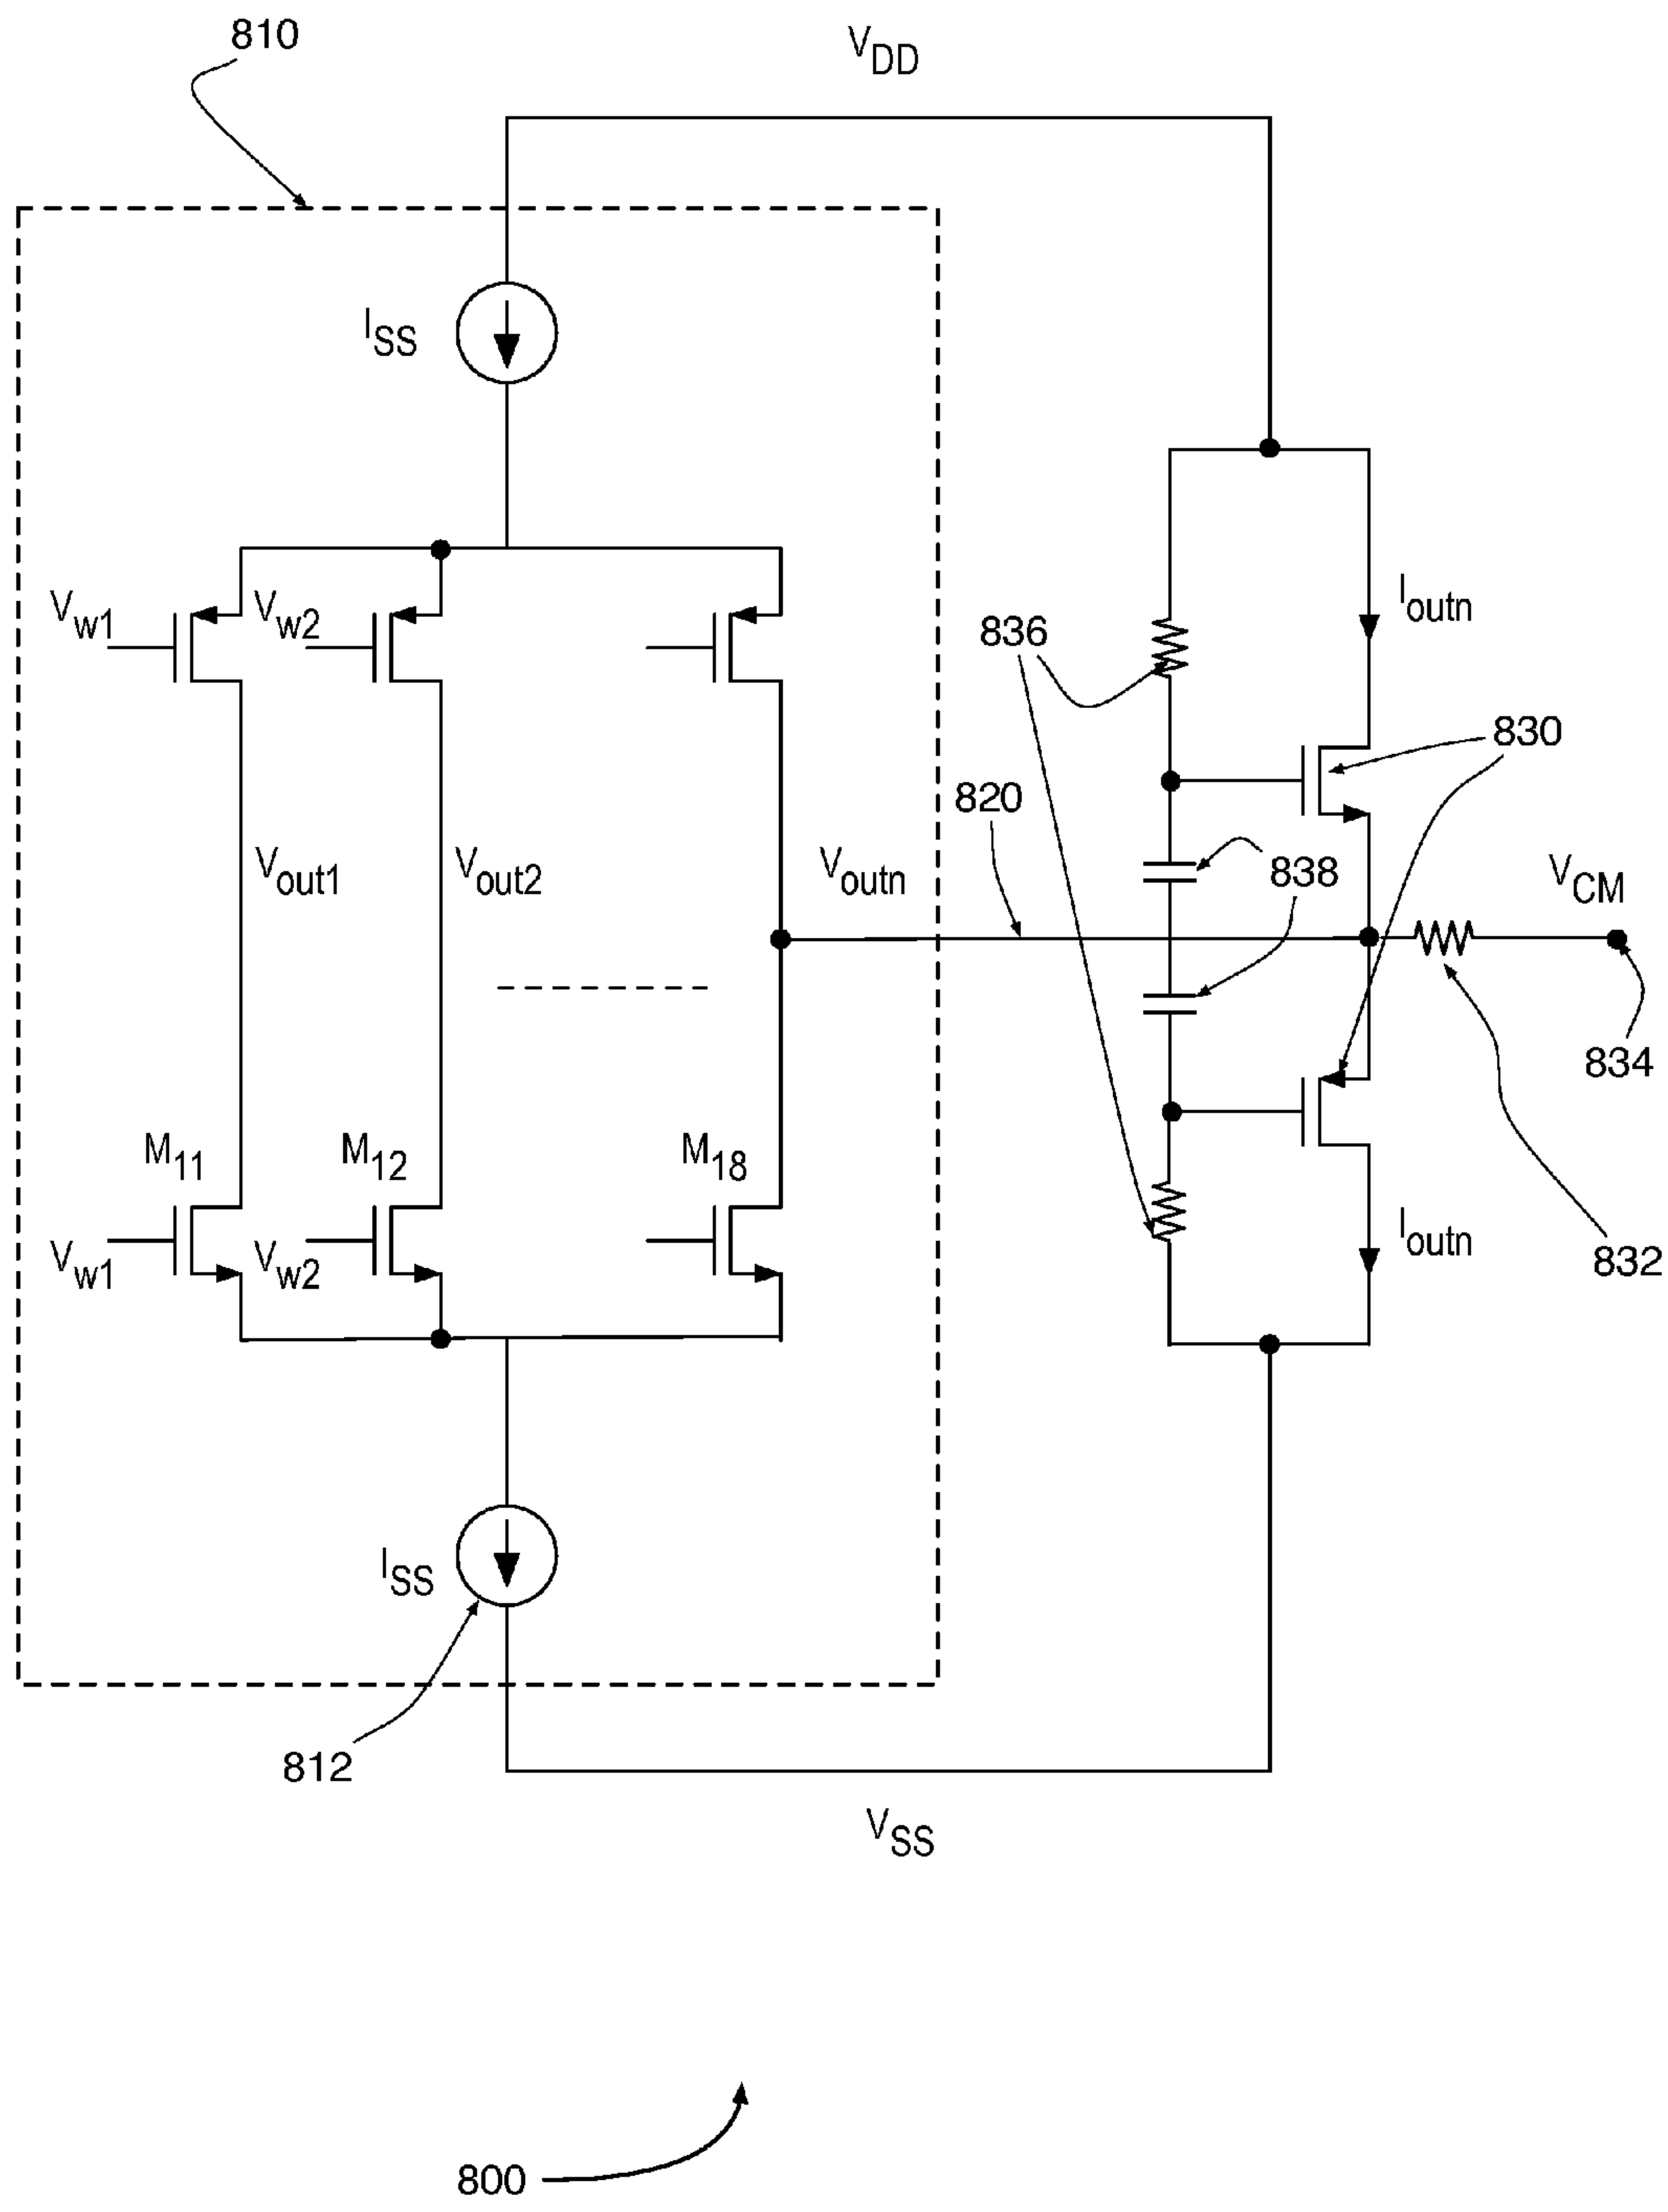 810
VDD
ISS
Vw1
Vw2
Ioutn
836
830
820
Vout1
Vout2
Voutn
838
VCM
834
M11
M12
M18
Vw1
Vw2
Ioutn
832
ISS
812
VSS
800